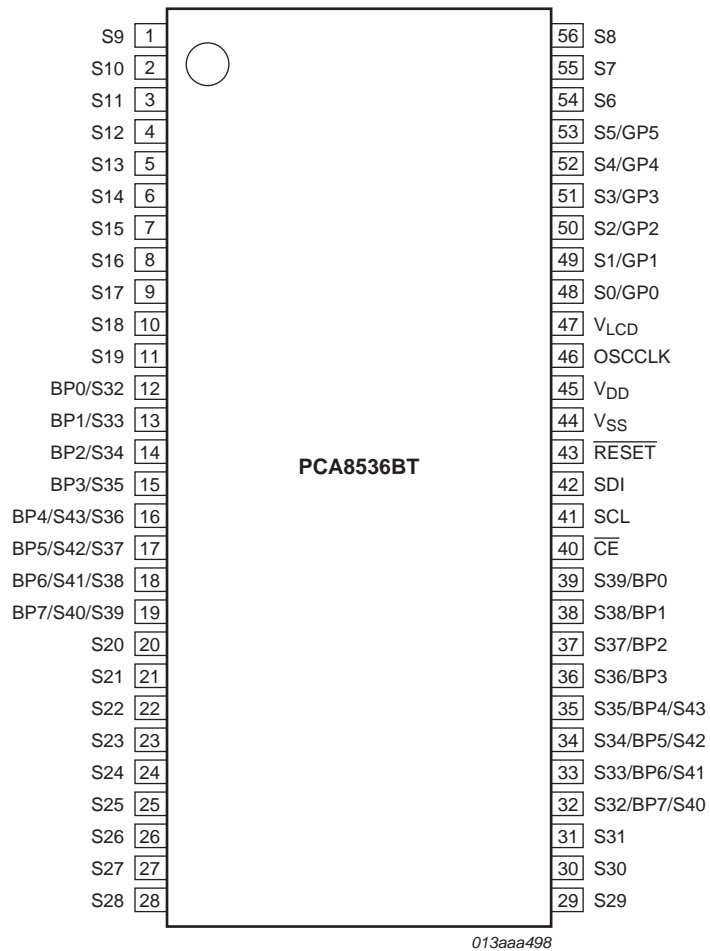 S9 1 56 S8
S10 2 55 S7
S11 3 54 S6
S12 4 53 S5/GP5
S13 5 52 S4/GP4
S14 6 51 S3/GP3
S15 7 50 S2/GP2
S16 8 49 S1/GP1
S17 9 48 S0/GP0
S18 10 47 VLCD
S19 11 46 OSCCLK
BP0/S32 12 45 VDD
BP1/S33 13 44 VSS
BP2/S34 14 43 RESET
PCA8536BT
BP3/S35 15 42 SDI
BP4/S43/S36 16 41 SCL
BP5/S42/S37 17 40 CE
BP6/S41/S38 18 39 S39/BP0
BP7/S40/S39 19 38 S38/BP1
S20 20 37 S37/BP2
S21 21 36 S36/BP3
S22 22 35 S35/BP4/S43
S23 23 34 S34/BP5/S42
S24 24 33 S33/BP6/S41
S25 25 32 S32/BP7/S40
S26 26 31 S31
S27 27 30 S30
S28 28 29 S29
013aaa498